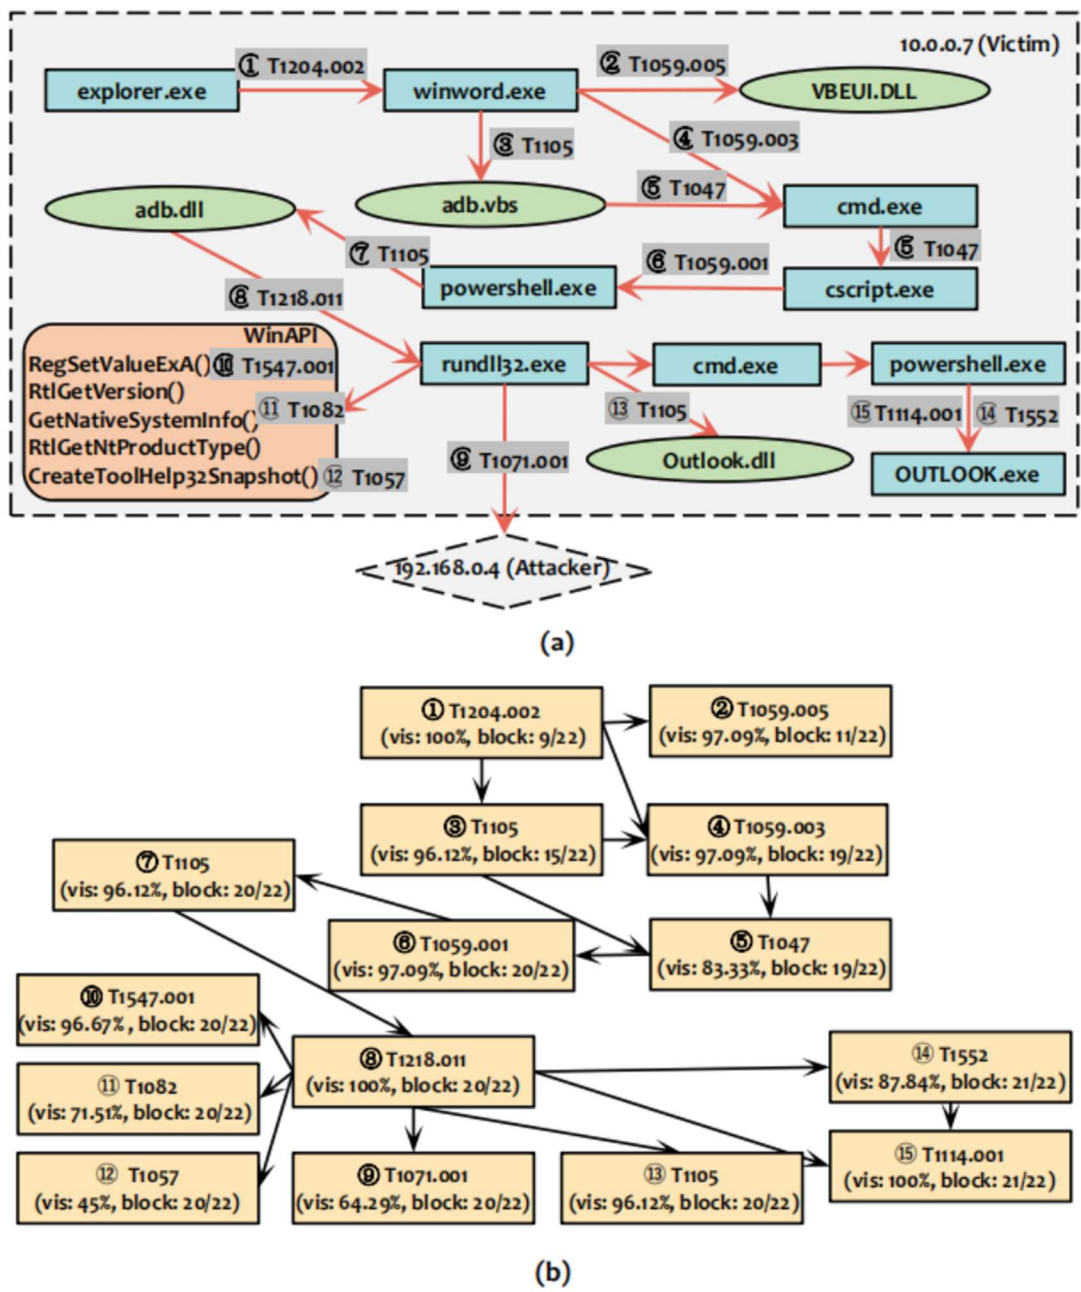 10.0.0.7 (Victim)
① T1204.002
② T1059.005
explorer.exe
winword.exe
VBEUI.DLL
③ T1105
④ T1059.003
adb.dll
adb.vbs
⑤ T1047
cmd.exe
⑦ T1105
⑥ T1059.001
⑤ T1047
powershell.exe
cscript.exe
⑧ T1218.011
WinAPI
RegSetValueExA()
⑩ T1547.001
RtlGetVersion()
GetNativeSystemInfo()
⑪ T1082
RtlGetNtProductType()
CreateToolHelp32Snapshot()
⑫ T1057
rundll32.exe
cmd.exe
powershell.exe
⑬ T1105
⑮T1114.001
⑭ T1552
⑨ T1071.001
Outlook.dll
OUTLOOK.exe
192.168.0.4 (Attacker)
(a)
① T1204.002
(vis: 100%, block: 9/22)
② T1059.005
(vis: 97.09%, block: 11/22)
③ T1105
(vis: 96.12%, block: 15/22)
④ T1059.003
(vis: 97.09%, block: 19/22)
⑦ T1105
(vis: 96.12%, block: 20/22)
⑥ T1059.001
(vis: 97.09%, block: 20/22)
⑤ T1047
(vis: 83.33%, block: 19/22)
⑩ T1547.001
(vis: 96.67% , block: 20/22)
⑧ T1218.011
(vis: 100%, block: 20/22)
⑭ T1552
(vis: 87.84%, block: 21/22)
⑪ T1082
(vis: 71.51%, block: 20/22)
⑫ T1057
(vis: 45%, block: 20/22)
⑨ T1071.001
(vis: 64.29%, block: 20/22)
⑬ T1105
(vis: 96.12%, block: 20/22)
⑮ T1114.001
(vis: 100%, block: 21/22)
(b)